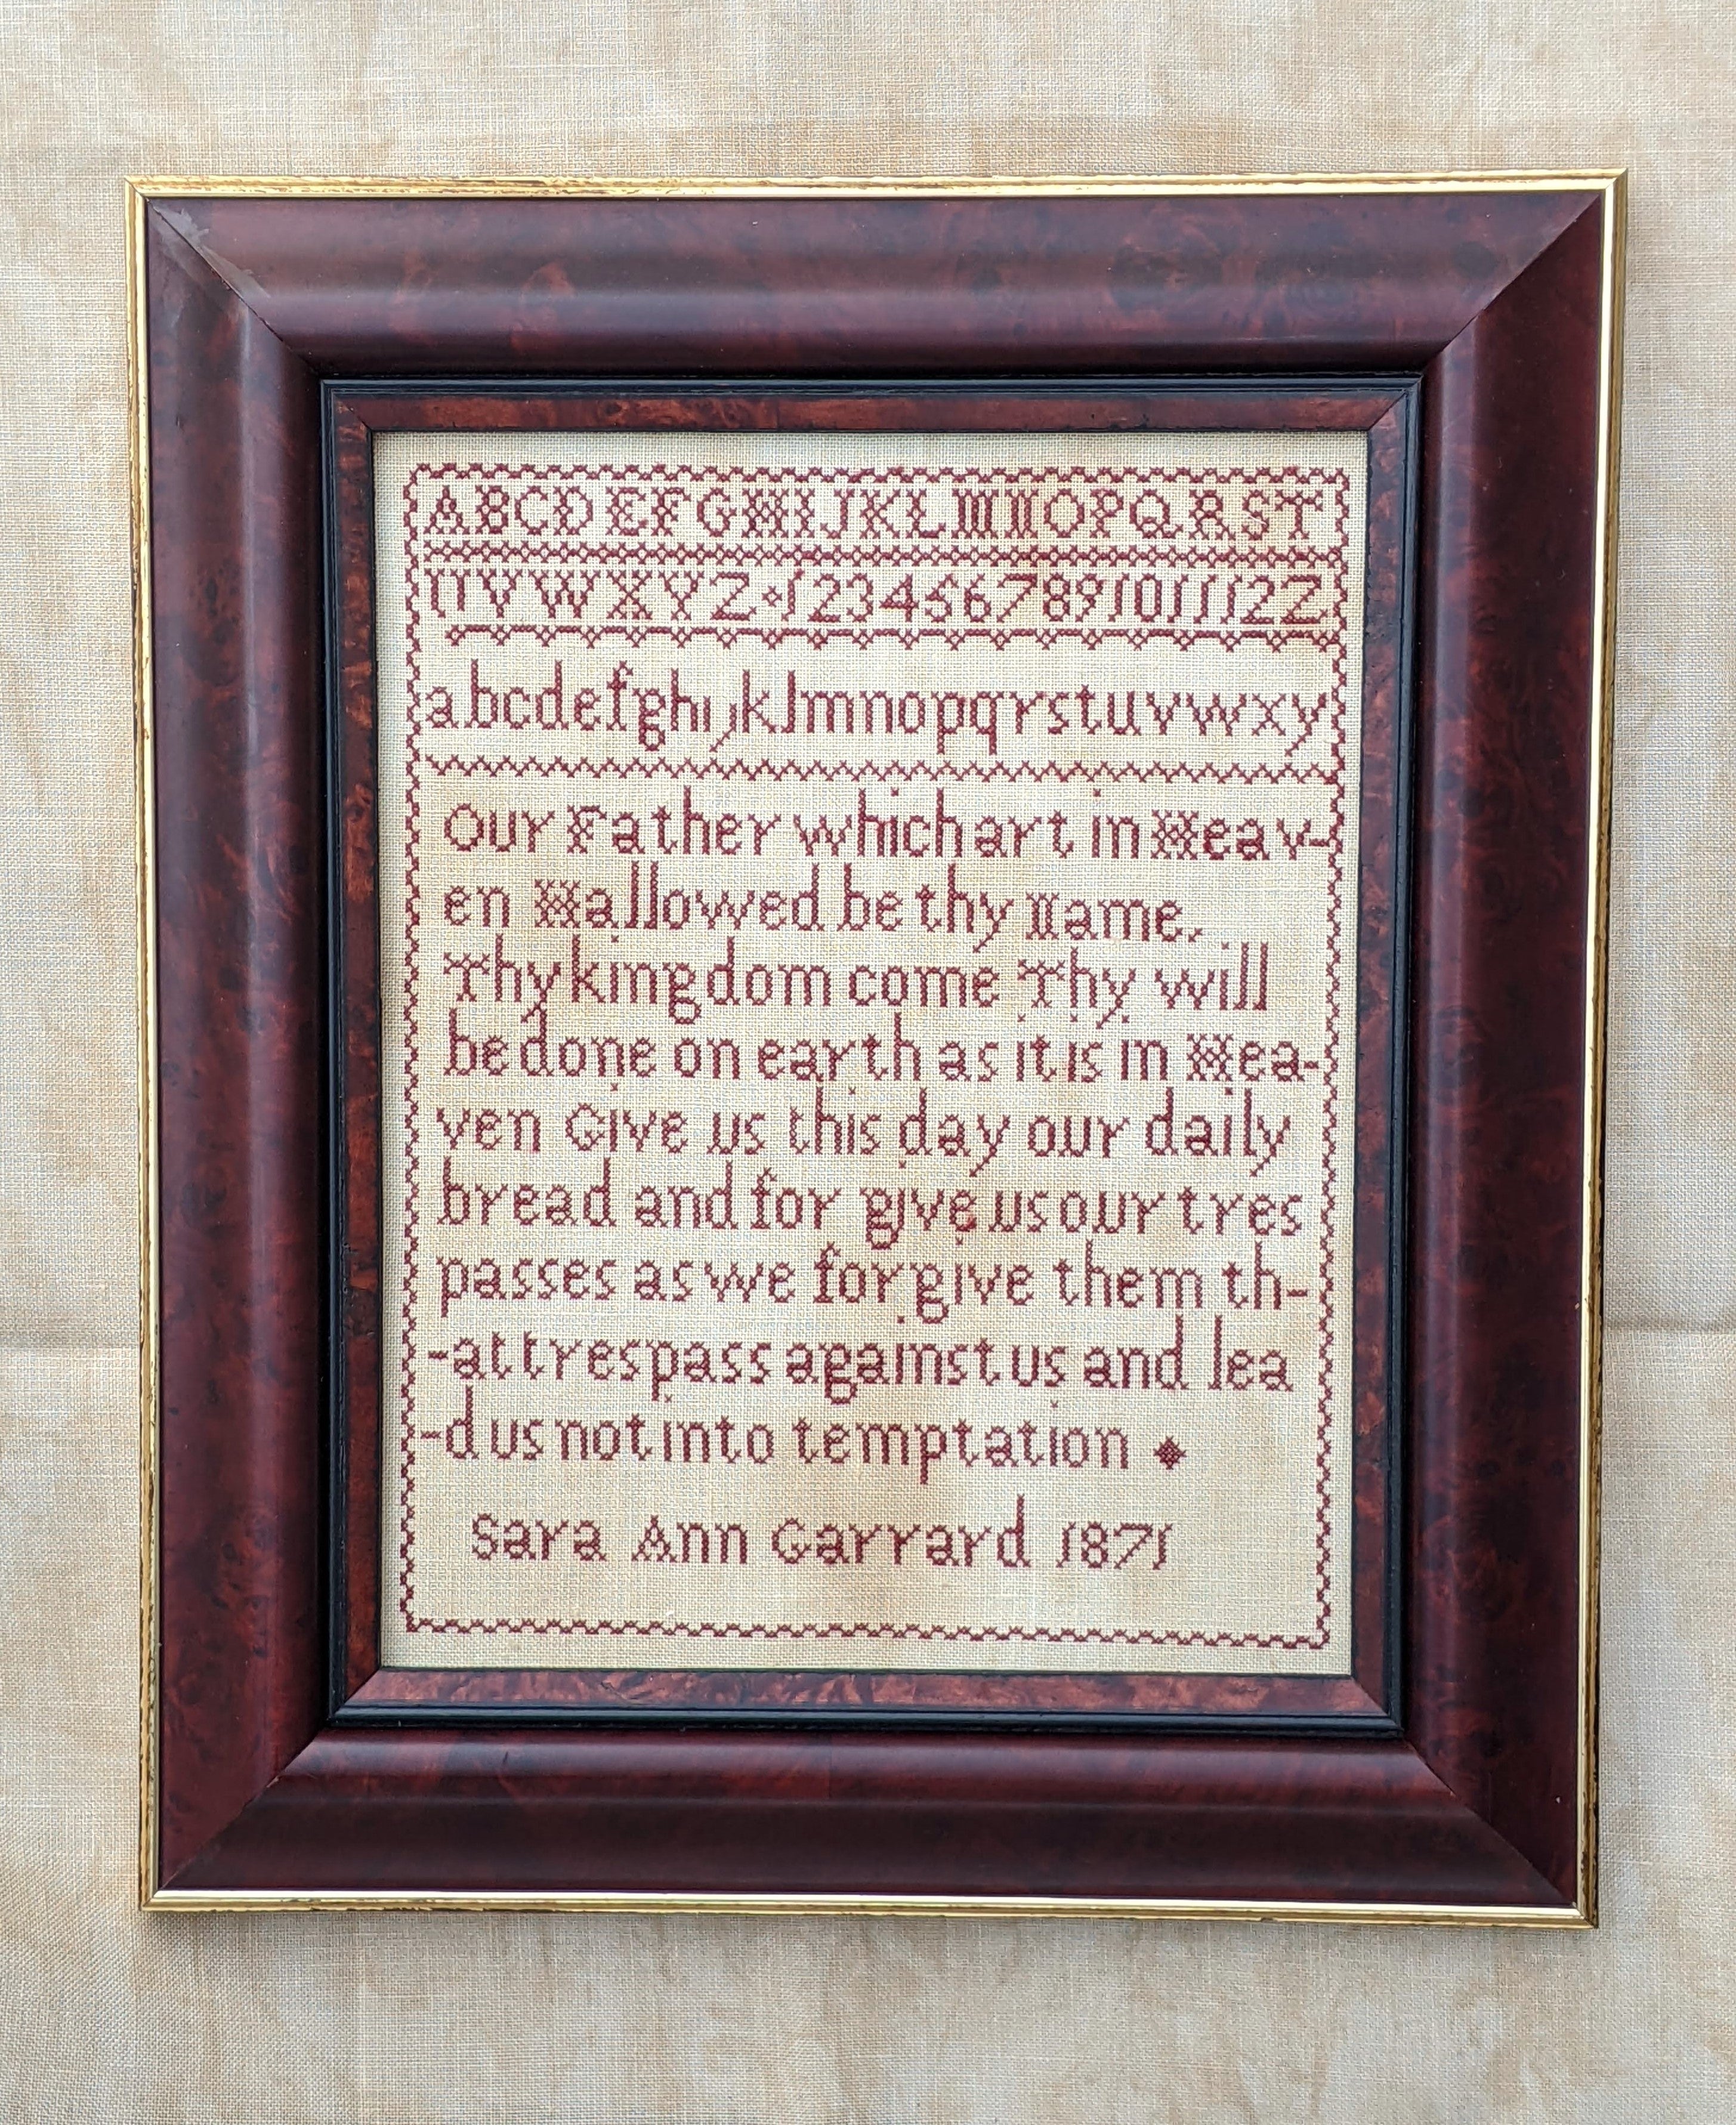 ABCDEFGHIJKLMNOPQRST
UVWXYZ 123456789101112Z
abcdefghijklmnopqrstuvwxy
Our Father which art in Heav-
en Hallowed be thy Name.
Thy kingdom come Thy will
be done on earth as it is in Hea-
ven Give us this day our daily
bread and for give us our tres
passes as we forgive them th-
-at trespass against us and lea
-d us not into temptation
Sara Ann Garrard 1871